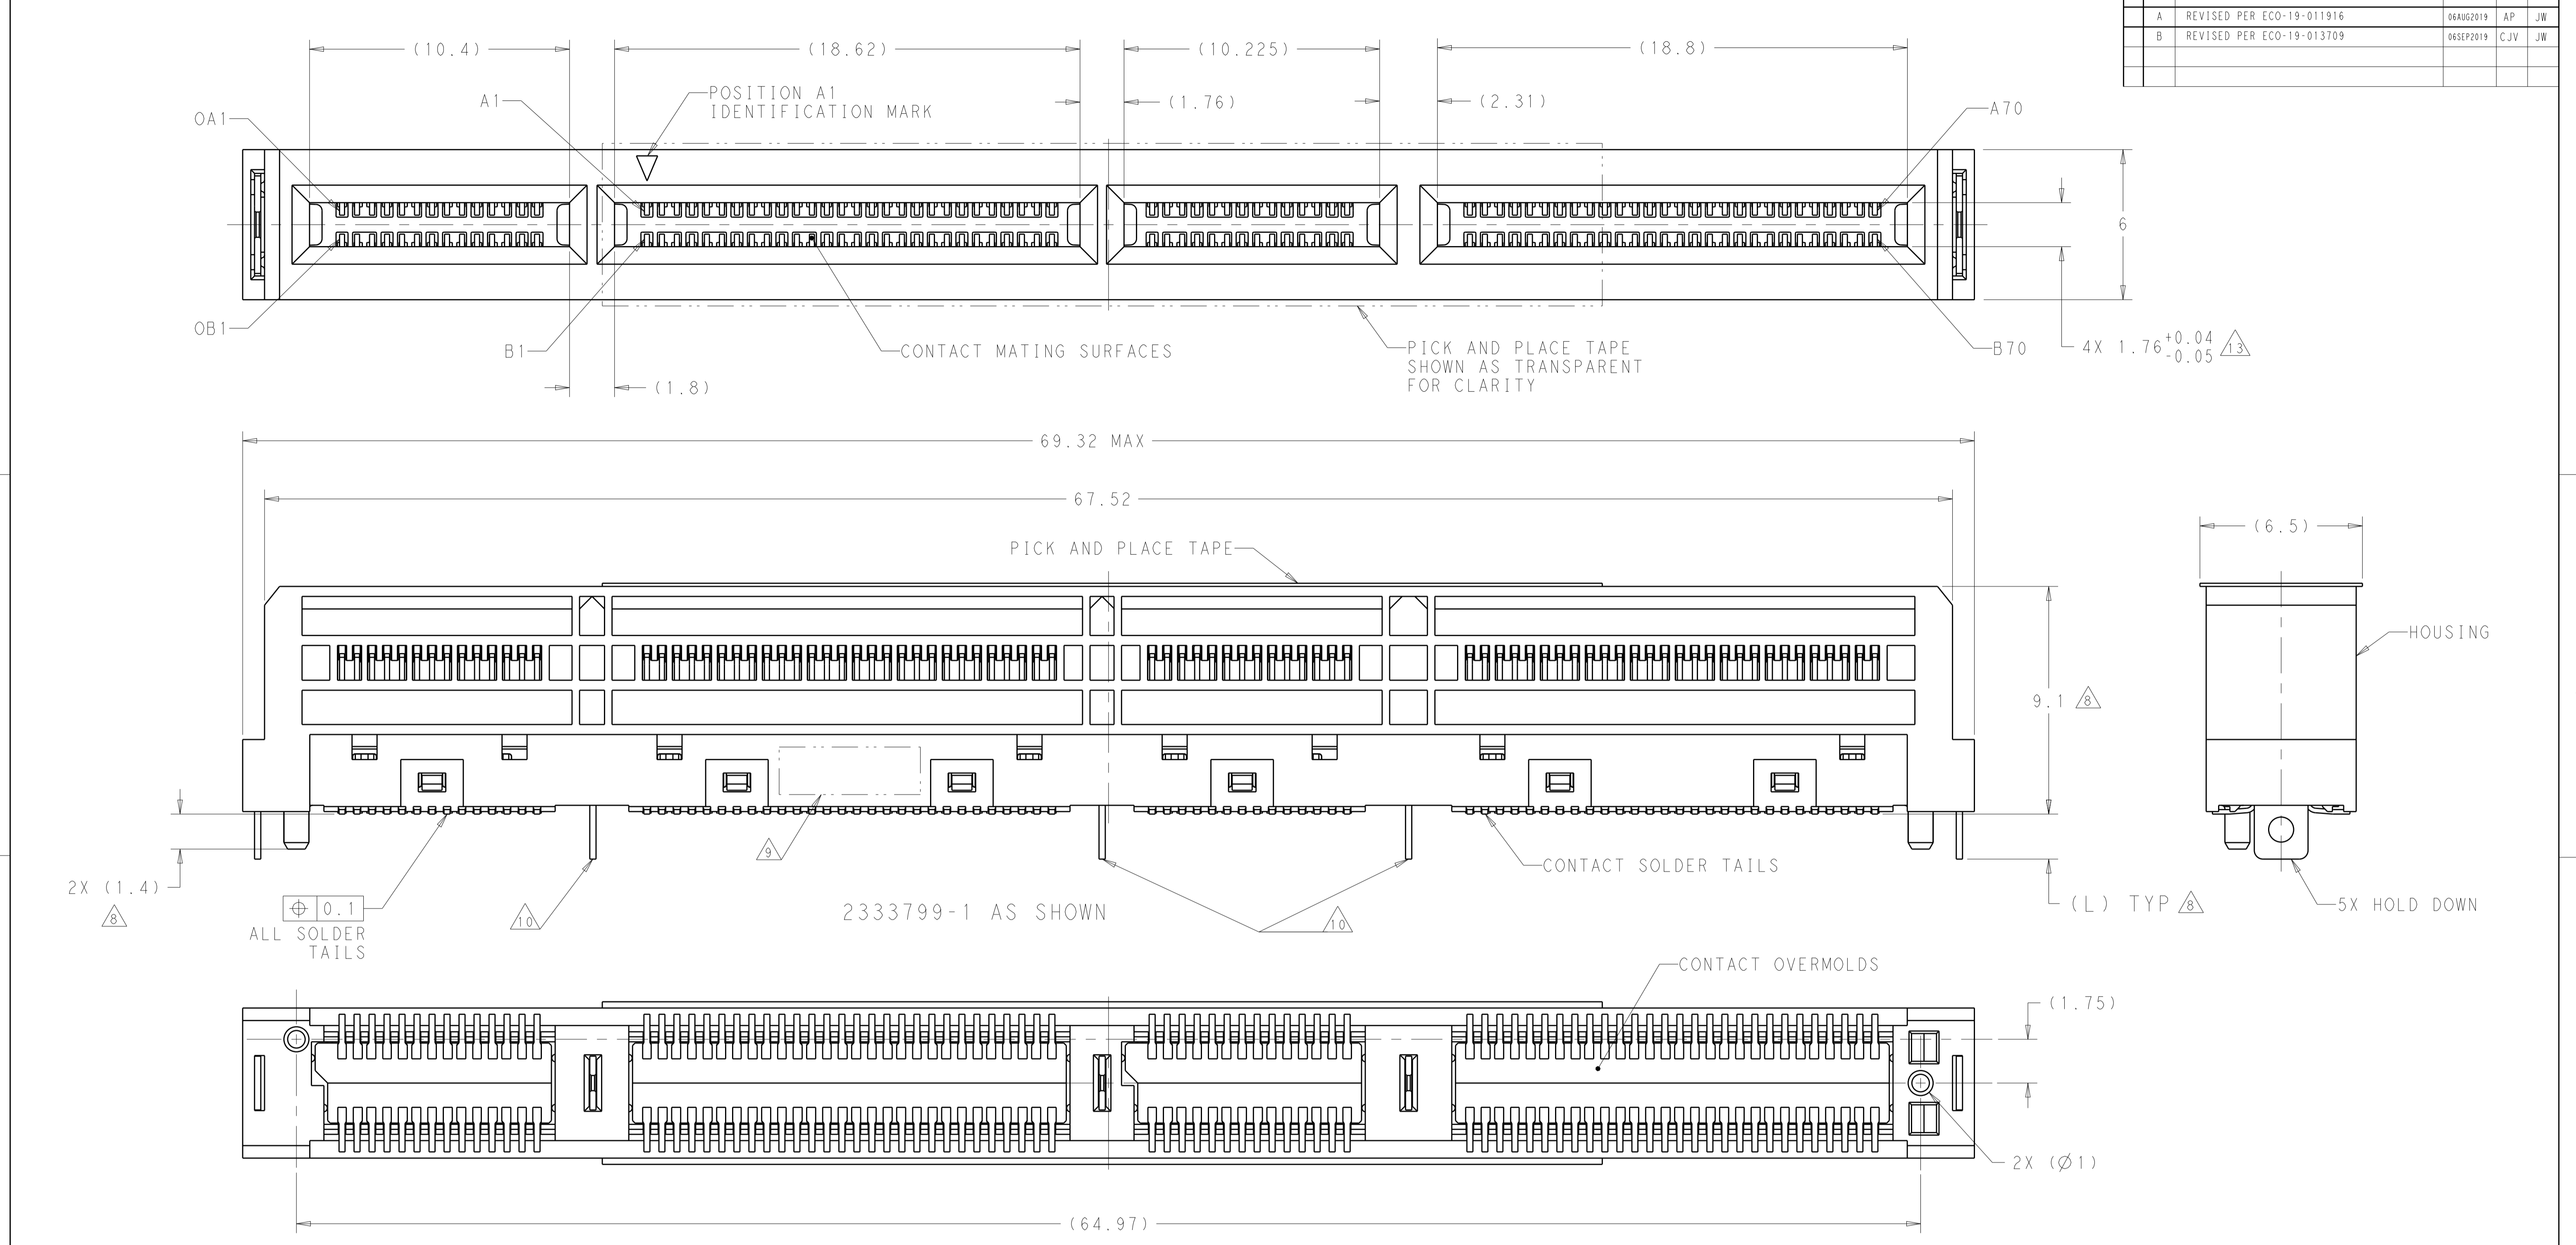 A REVISED PER ECO-19-011916 06AUG2019 AP JW
B REVISED PER ECO-19-013709 06SEP2019 CJV JW
(10.4)
(18.62)
(10.225)
(18.8)
(1.76)
(2.31)
OA1
A1
POSITION A1
IDENTIFICATION MARK
A70
6
OB1
B1
CONTACT MATING SURFACES
PICK AND PLACE TAPE
SHOWN AS TRANSPARENT
FOR CLARITY
B70
4X 1.76 +0.04 -0.05 13
(1.8)
69.32 MAX
67.52
PICK AND PLACE TAPE
(6.5)
HOUSING
9.1 8
2X (1.4)
8
⌖ 0.1
ALL SOLDER
TAILS
10
9
2333799-1 AS SHOWN
10
CONTACT SOLDER TAILS
(L) TYP 8
5X HOLD DOWN
CONTACT OVERMOLDS
(1.75)
2X (Ø1)
(64.97)